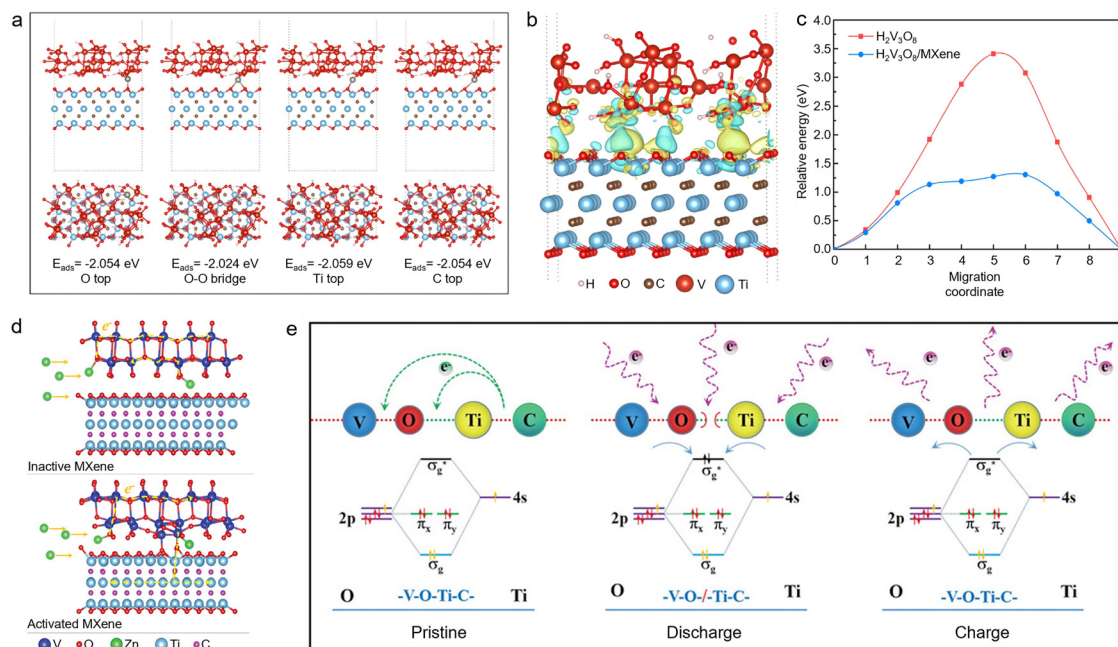 a
E_ads= -2.054 eV
O top
E_ads= -2.024 eV
O-O bridge
E_ads= -2.059 eV
Ti top
E_ads= -2.054 eV
C top
b
H O C V Ti
c
H₂V₃O₈
H₂V₃O₈/MXene
Relative energy (eV)
4.0
3.5
3.0
2.5
2.0
1.5
1.0
0.5
0.0
0 1 2 3 4 5 6 7 8
Migration
coordinate
d
e⁻
Inactive MXene
e⁻
Activated MXene
V O Zn Ti C
e
e⁻
V O Ti C
σg*
4s
2p
πx πy
σg
O -V-O-Ti-C- Ti
Pristine
e⁻ e⁻ e⁻
V O Ti C
σg*
4s
2p
πx πy
σg
O -V-O-/-Ti-C- Ti
Discharge
e⁻ e⁻ e⁻
V O Ti C
σg*
4s
2p
πx πy
σg
O -V-O-Ti-C- Ti
Charge